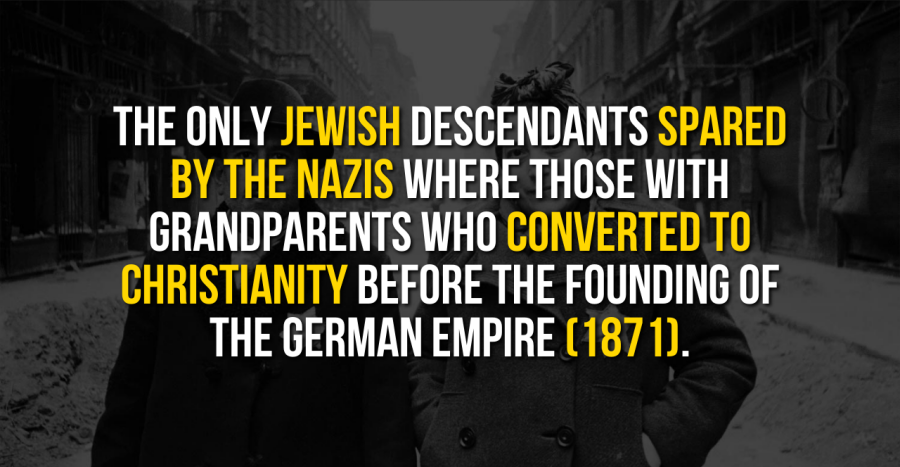 THE ONLY JEWISH DESCENDANTS SPARED
BY THE NAZIS WHERE THOSE WITH
GRANDPARENTS WHO CONVERTED TO
CHRISTIANITY BEFORE THE FOUNDING OF
THE GERMAN EMPIRE (1871).